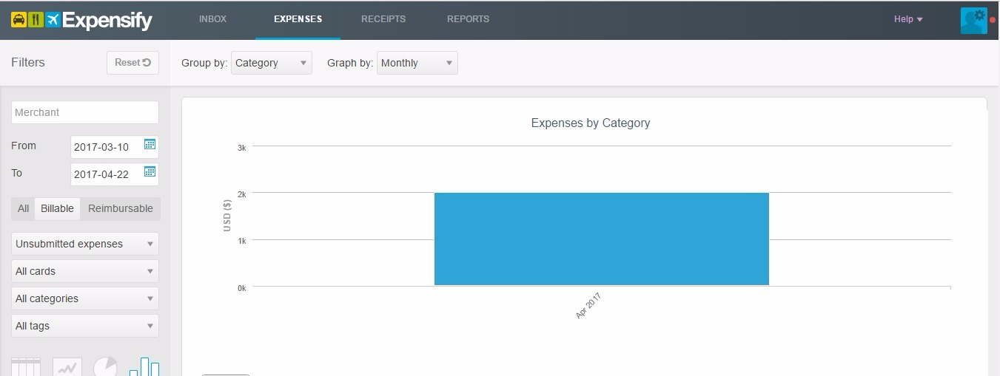 Expensify
INBOX
EXPENSES
RECEIPTS
REPORTS
Help
Filters
Reset
Group by:
Category
Graph by:
Monthly
Merchant
From
2017-03-10
To
2017-04-22
All
Billable
Reimbursable
Unsubmitted expenses
All cards
All categories
All tags
Expenses by Category
3k
2k
1k
0k
USD ($)
Apr 2017